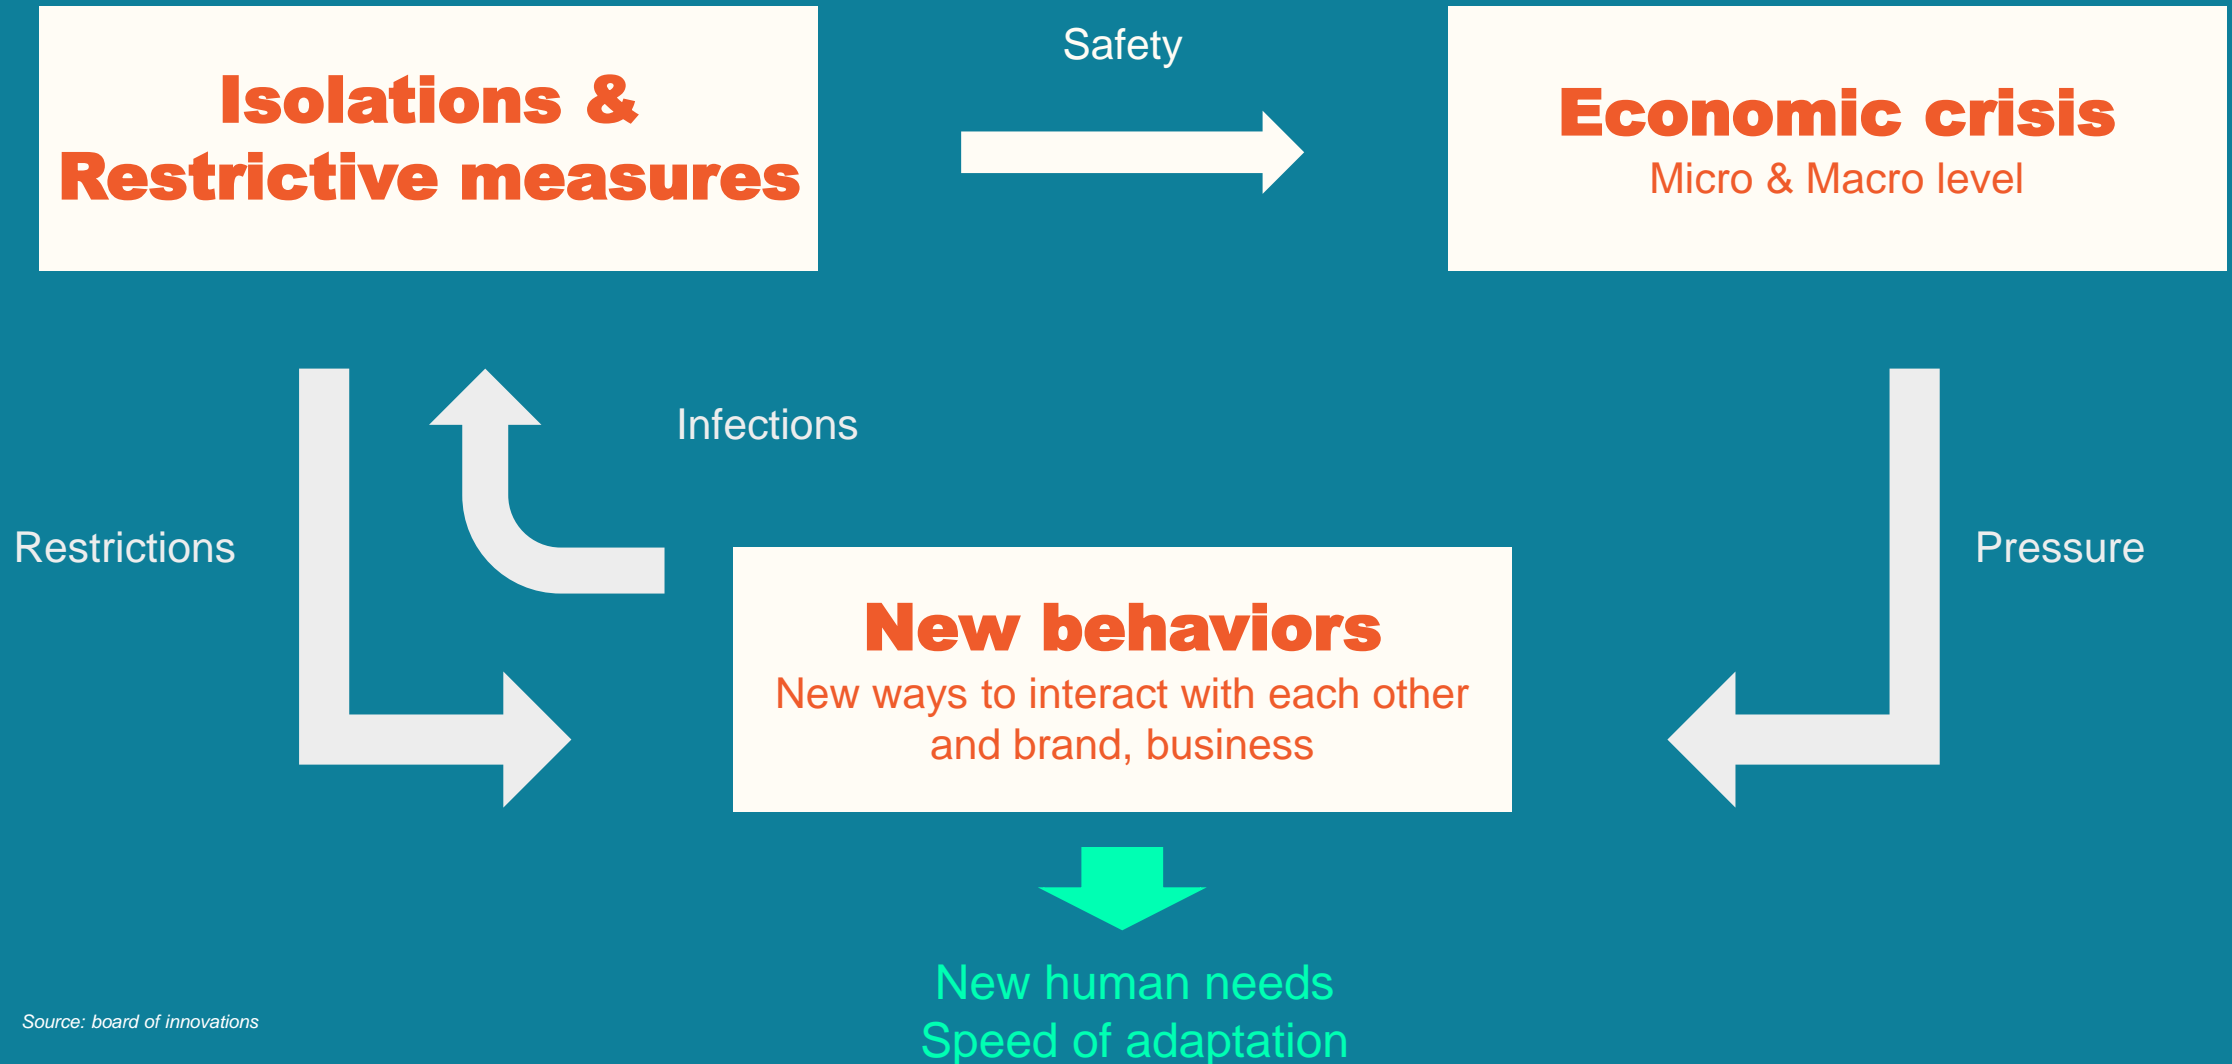 Isolations &
Restrictive measures
Safety
Economic crisis
Micro & Macro level
Infections
Restrictions
Pressure
New behaviors
New ways to interact with each other
and brand, business
New human needs
Speed of adaptation
Source: board of innovations